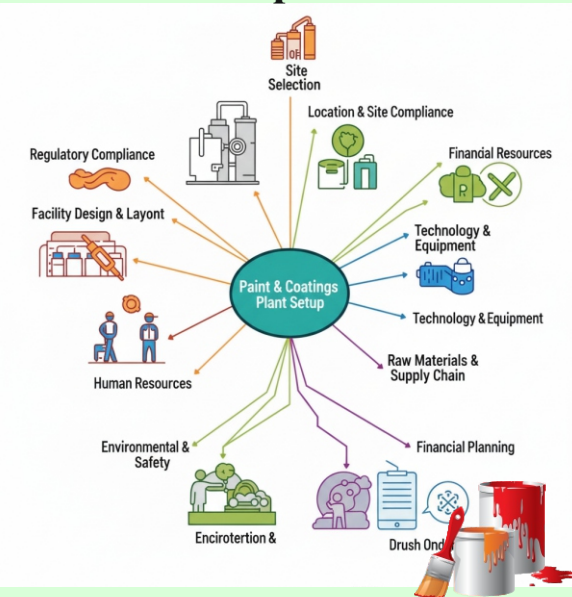 Site
Selection
Location & Site Compliance
Regulatory Compliance
Financial Resources
Facility Design & Layont
Technology &
Equipment
Paint & Coatings
Plant Setup
Technology & Equipment
Raw Materials &
Supply Chain
Human Resources
Environmental &
Safety
Financial Planning
Encirotertion &
Drush